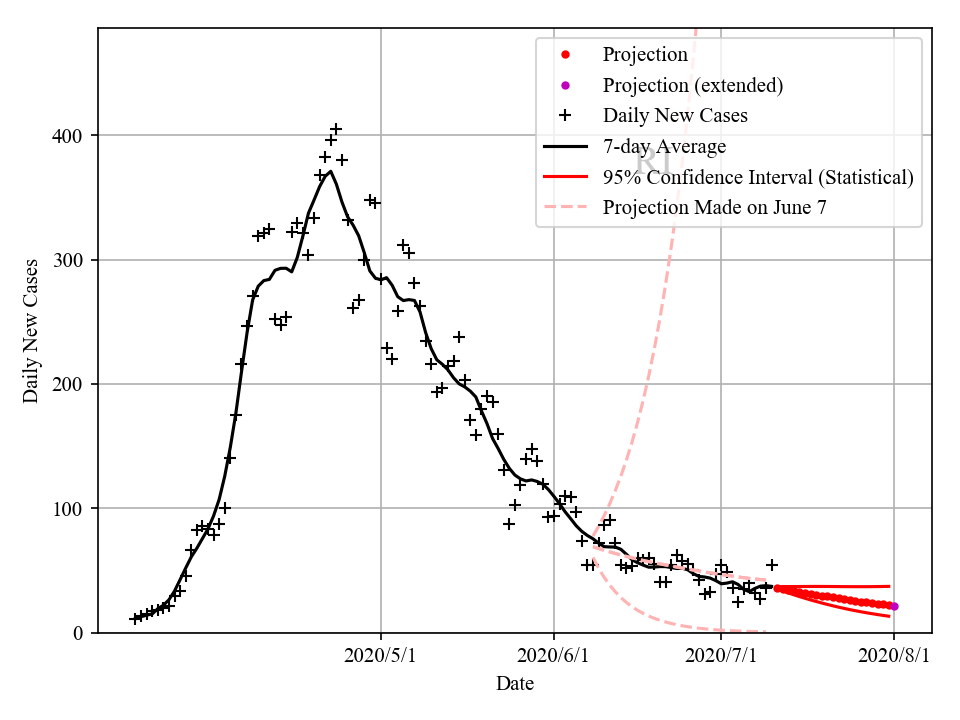 Projection
Projection (extended)
Daily New Cases
7-day Average
RI
95% Confidence Interval (Statistical)
Projection Made on June 7
400
300
200
100
0
Daily New Cases
2020/5/1
2020/6/1
2020/7/1
2020/8/1
Date